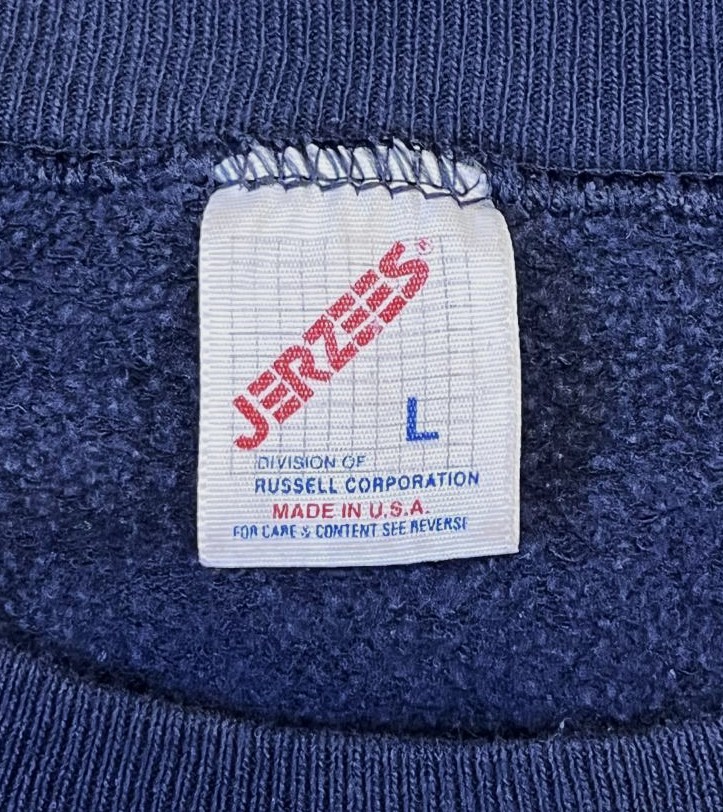 JERZEES®
L
DIVISION OF
RUSSELL CORPORATION
MADE IN U.S.A.
FOR CARE & CONTENT SEE REVERSE